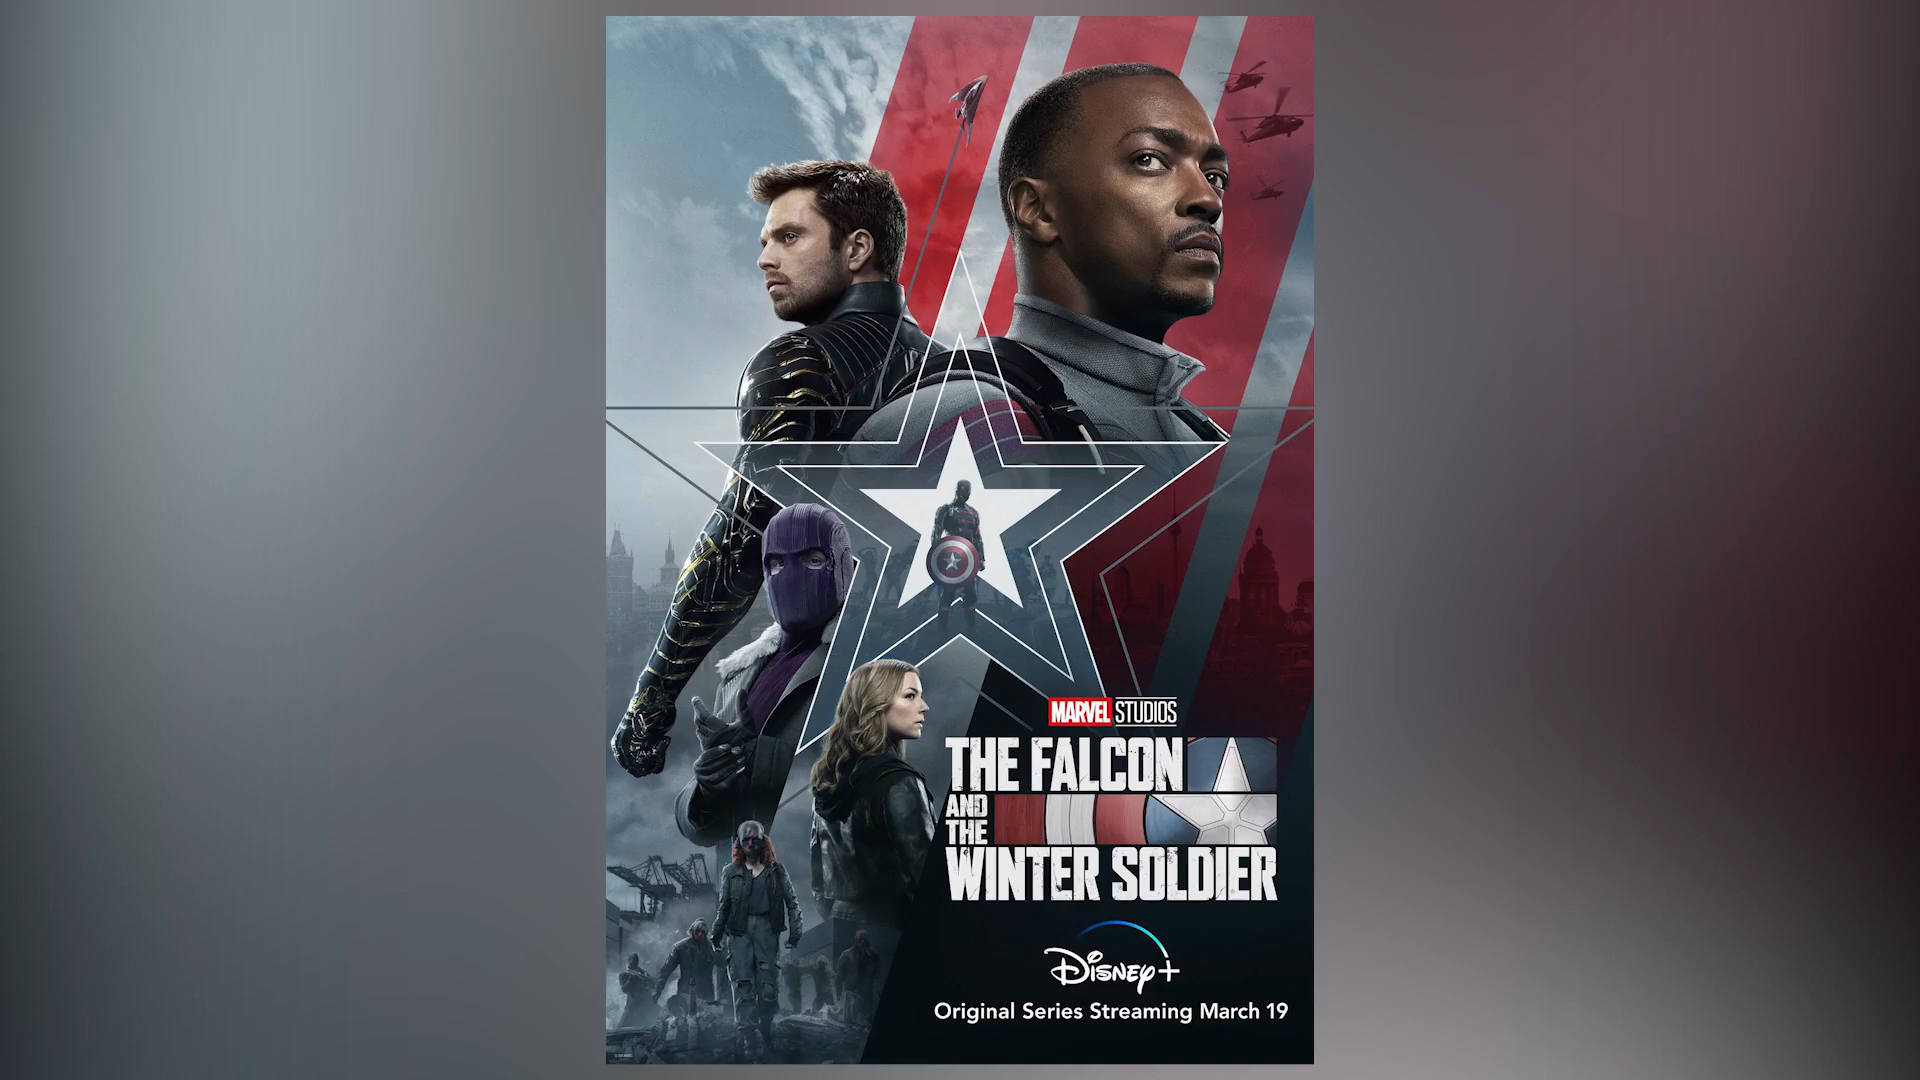 MARVEL STUDIOS
THE FALCON
AND
THE
WINTER SOLDIER
Disney+
Original Series Streaming March 19